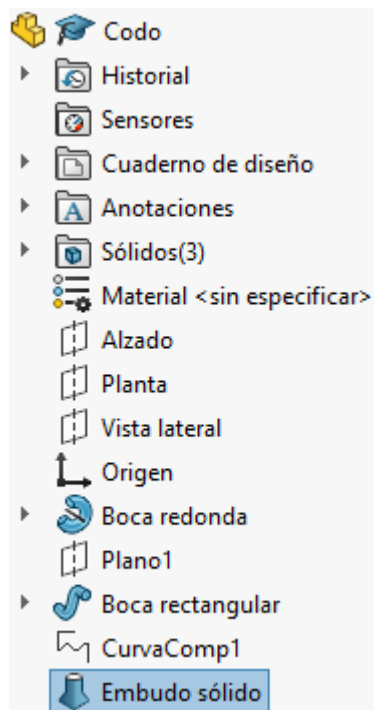 Codo
Historial
Sensores
Cuaderno de diseño
Anotaciones
Sólidos(3)
Material <sin especificar>
Alzado
Planta
Vista lateral
Origen
Boca redonda
Plano1
Boca rectangular
CurvaComp1
Embudo sólido